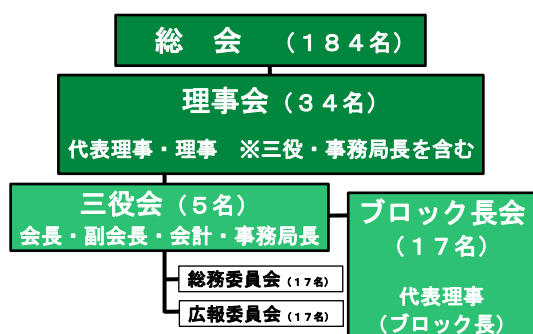 総　会　（１８４名）
理事会（３４名）
代表理事・理事　※三役・事務局長を含む
三役会（５名）
会長・副会長・会計・事務局長
ブロック長会
（１７名）
代表理事
（ブロック長）
総務委員会（１７名）
広報委員会（１７名）